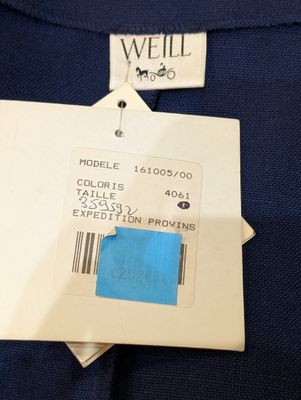 WEILL
MODELE 161005/00
COLORIS 4061
TAILLE
359592
EXPEDITION PROVINS